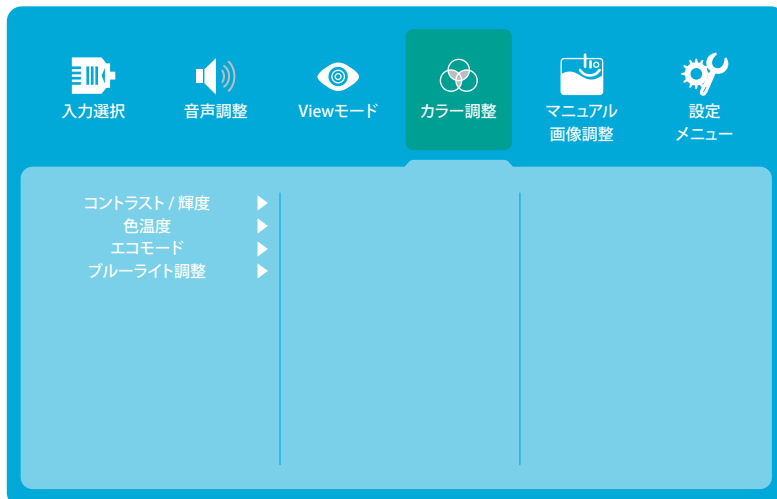 入力選択
音声調整
Viewモード
カラー調整
マニュアル
画像調整
設定
メニュー
コントラスト / 輝度
色温度
エコモード
ブルーライト調整